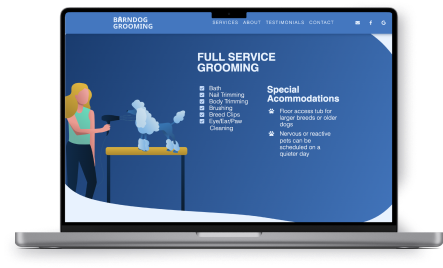 BARNDOG
GROOMING
SERVICES ABOUT TESTIMONIALS CONTACT
FULL SERVICE
GROOMING
Bath
Nail Trimming
Body Trimming
Brushing
Breed Clips
Eye/Ear/Paw
Cleaning
Special
Acommodations
Floor access tub for
larger breeds or older
dogs
Nervous or reactive
pets can be
scheduled on a
quieter day